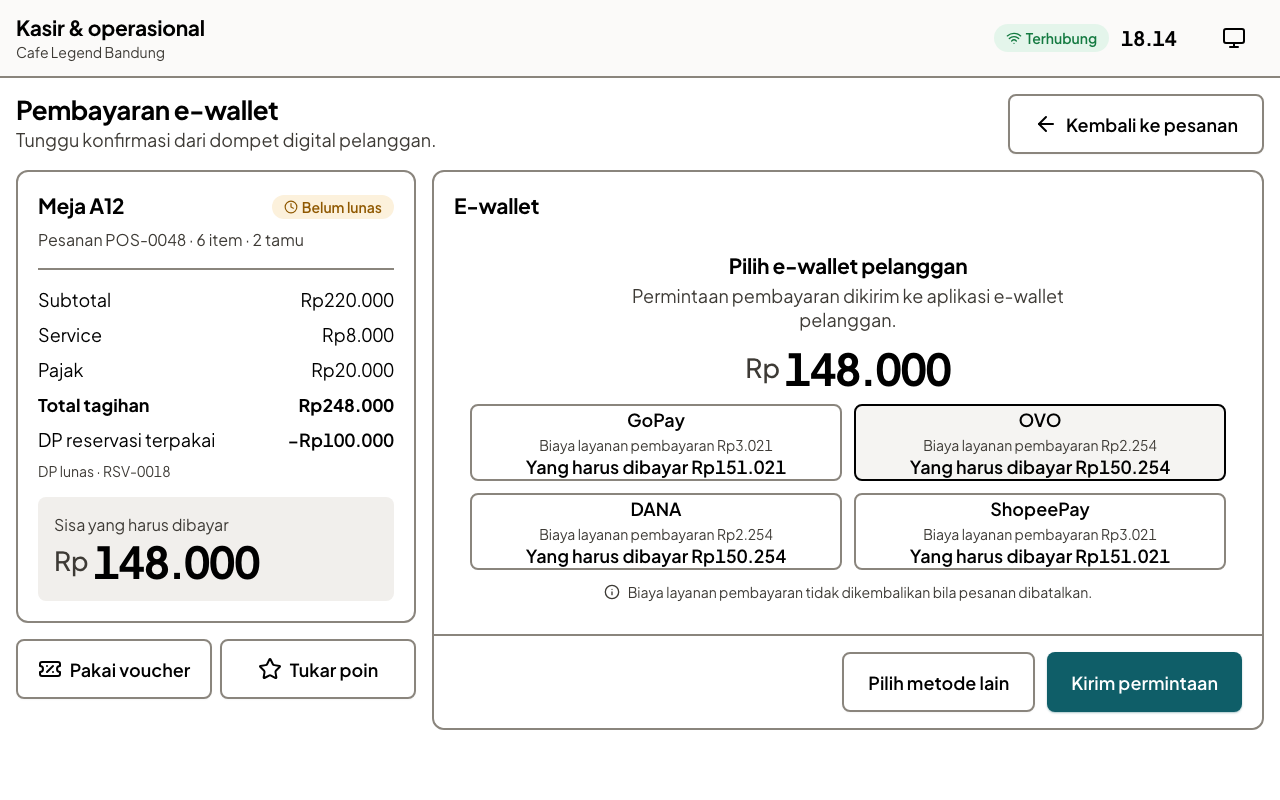 Kasir & operasional
Cafe Legend Bandung
Terhubung
18.14
Pembayaran e-wallet
Tunggu konfirmasi dari dompet digital pelanggan.
Kembali ke pesanan
Meja A12
Belum lunas
Pesanan POS-0048 · 6 item · 2 tamu
Subtotal Rp220.000
Service Rp8.000
Pajak Rp20.000
Total tagihan Rp248.000
DP reservasi terpakai −Rp100.000
DP lunas · RSV-0018
Sisa yang harus dibayar
Rp 148.000
Pakai voucher
Tukar poin
E-wallet
Pilih e-wallet pelanggan
Permintaan pembayaran dikirim ke aplikasi e-wallet
pelanggan.
Rp 148.000
GoPay
Biaya layanan pembayaran Rp3.021
Yang harus dibayar Rp151.021
OVO
Biaya layanan pembayaran Rp2.254
Yang harus dibayar Rp150.254
DANA
Biaya layanan pembayaran Rp2.254
Yang harus dibayar Rp150.254
ShopeePay
Biaya layanan pembayaran Rp3.021
Yang harus dibayar Rp151.021
Biaya layanan pembayaran tidak dikembalikan bila pesanan dibatalkan.
Pilih metode lain
Kirim permintaan